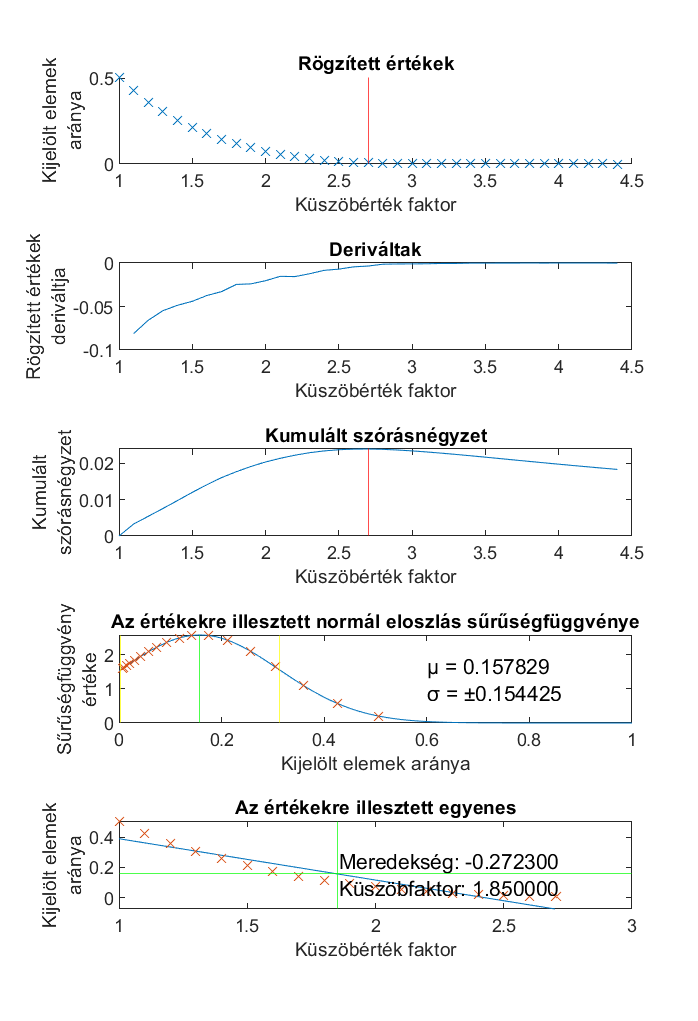 Rögzített értékek
Kijelölt elemek
aránya
0.5
0
1 1.5 2 2.5 3 3.5 4 4.5
Küszöbérték faktor
Deriváltak
Rögzített értékek
deriváltja
0
-0.05
-0.1
1 1.5 2 2.5 3 3.5 4 4.5
Küszöbérték faktor
Kumulált szórásnégyzet
Kumulált
szórásnégyzet
0.02
0.01
0
1 1.5 2 2.5 3 3.5 4 4.5
Küszöbérték faktor
Az értékekre illesztett normál eloszlás sűrűségfüggvénye
Sűrűségfüggvény
értéke
2
1
0
μ = 0.157829
σ = ±0.154425
0 0.2 0.4 0.6 0.8 1
Kijelölt elemek aránya
Az értékekre illesztett egyenes
Kijelölt elemek
aránya
0.4
0.2
0
Meredekség: -0.272300
Küszöbfaktor: 1.850000
1 1.5 2 2.5 3
Küszöbérték faktor